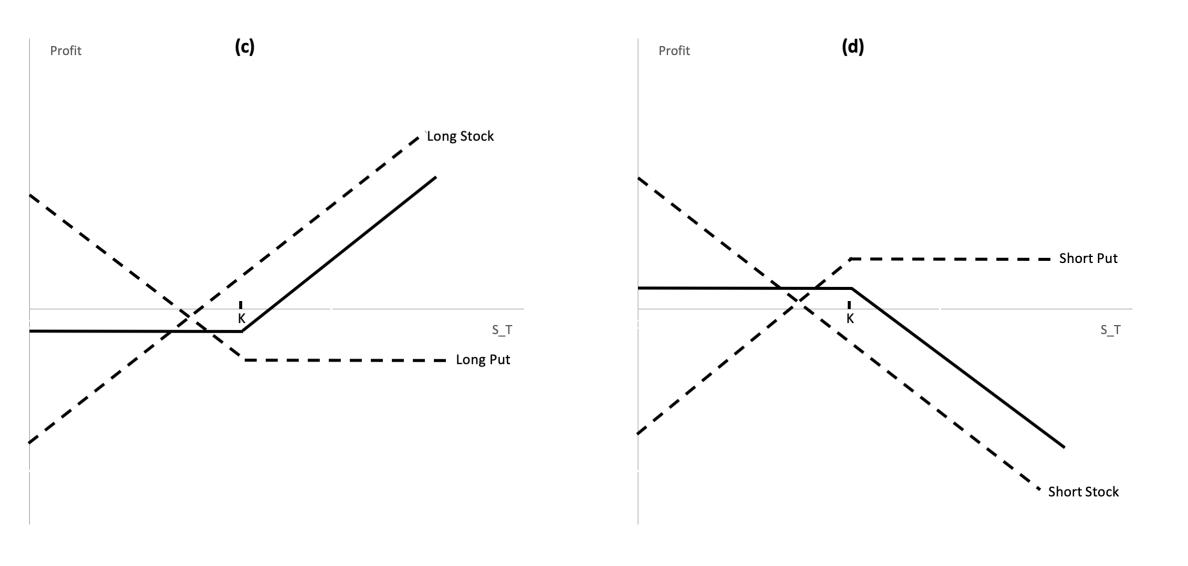 (c)
Profit
Long Stock
K
S_T
Long Put
(d)
Profit
Short Put
K
S_T
Short Stock